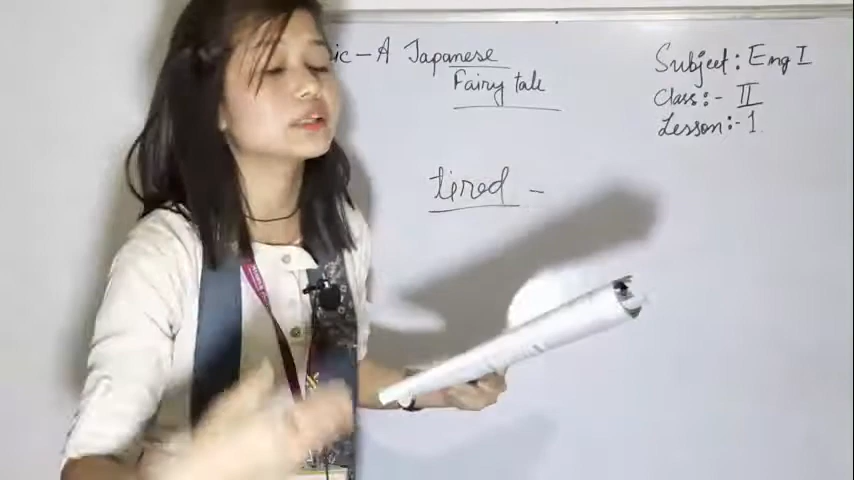 ic - A Japanese
Fairy tale
Subject: Eng I
Class:- II
Lesson:- 1.
tired -